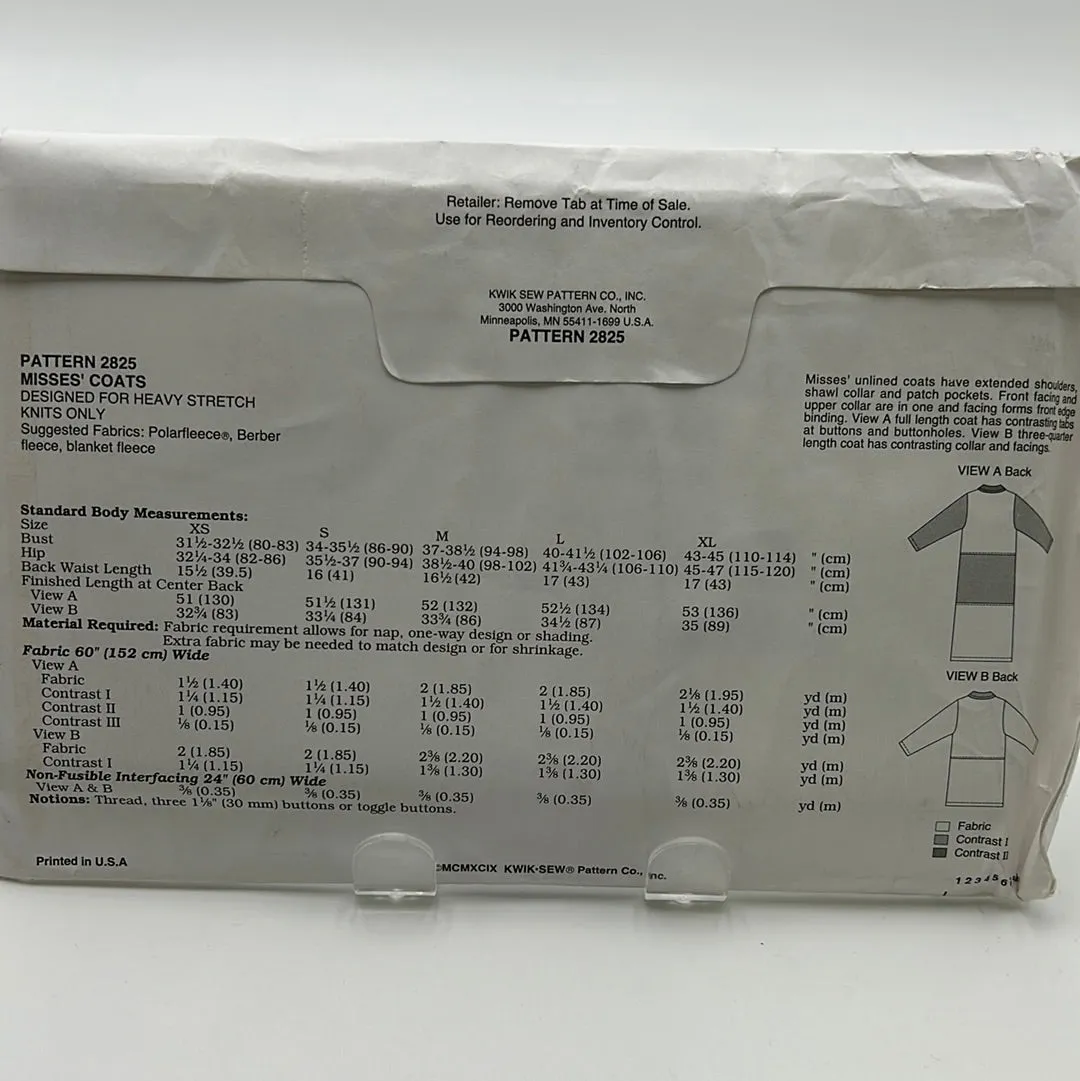 Retailer: Remove Tab at Time of Sale.
Use for Reordering and Inventory Control.
KWIK SEW PATTERN CO., INC.
3000 Washington Ave. North
Minneapolis, MN 55411-1699 U.S.A.
PATTERN 2825
PATTERN 2825
MISSES' COATS
DESIGNED FOR HEAVY STRETCH
KNITS ONLY
Suggested Fabrics: Polarfleece®, Berber
fleece, blanket fleece
Misses' unlined coats have extended shoulders,
shawl collar and patch pockets. Front facing and
upper collar are in one and facing forms front edge
binding. View A full length coat has contrasting tabs
at buttons and buttonholes. View B three-quarter
length coat has contrasting collar and facings.
VIEW A Back
VIEW B Back
Fabric
Contrast I
Contrast II
Standard Body Measurements:
Size XS S M L XL
Bust 31½-32½ (80-83) 34-35½ (86-90) 37-38½ (94-98) 40-41½ (102-106) 43-45 (110-114) " (cm)
Hip 32¼-34 (82-86) 35½-37 (90-94) 38½-40 (98-102) 41¾-43¼ (106-110) 45-47 (115-120) " (cm)
Back Waist Length 15½ (39.5) 16 (41) 16½ (42) 17 (43) 17 (43) " (cm)
Finished Length at Center Back
View A 51 (130) 51½ (131) 52 (132) 52½ (134) 53 (136) " (cm)
View B 32¾ (83) 33¼ (84) 33¾ (86) 34½ (87) 35 (89) " (cm)
Material Required: Fabric requirement allows for nap, one-way design or shading.
Extra fabric may be needed to match design or for shrinkage.
Fabric 60" (152 cm) Wide
View A
Fabric 1½ (1.40) 1½ (1.40) 2 (1.85) 2 (1.85) 2⅛ (1.95) yd (m)
Contrast I 1¼ (1.15) 1¼ (1.15) 1½ (1.40) 1½ (1.40) 1½ (1.40) yd (m)
Contrast II 1 (0.95) 1 (0.95) 1 (0.95) 1 (0.95) 1 (0.95) yd (m)
Contrast III ⅛ (0.15) ⅛ (0.15) ⅛ (0.15) ⅛ (0.15) ⅛ (0.15) yd (m)
View B
Fabric 2 (1.85) 2 (1.85) 2⅜ (2.20) 2⅜ (2.20) 2⅜ (2.20) yd (m)
Contrast I 1¼ (1.15) 1¼ (1.15) 1⅜ (1.30) 1⅜ (1.30) 1⅜ (1.30) yd (m)
Non-Fusible Interfacing 24" (60 cm) Wide
View A & B ⅜ (0.35) ⅜ (0.35) ⅜ (0.35) ⅜ (0.35) ⅜ (0.35) yd (m)
Notions: Thread, three 1⅛" (30 mm) buttons or toggle buttons.
Printed in U.S.A
©MCMXCIX KWIK·SEW® Pattern Co., Inc.
1 2 3 4 5 6